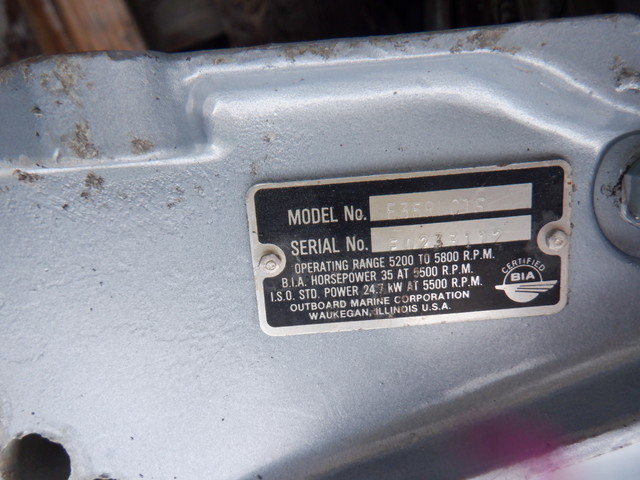 MODEL No.
SERIAL No.
OPERATING RANGE 5200 TO 5800 R.P.M.
B.I.A. HORSEPOWER 35 AT 5500 R.P.M.
I.S.O. STD. POWER 24.7 kW AT 5500 R.P.M.
OUTBOARD MARINE CORPORATION
WAUKEGAN, ILLINOIS U.S.A.
CERTIFIED
BIA